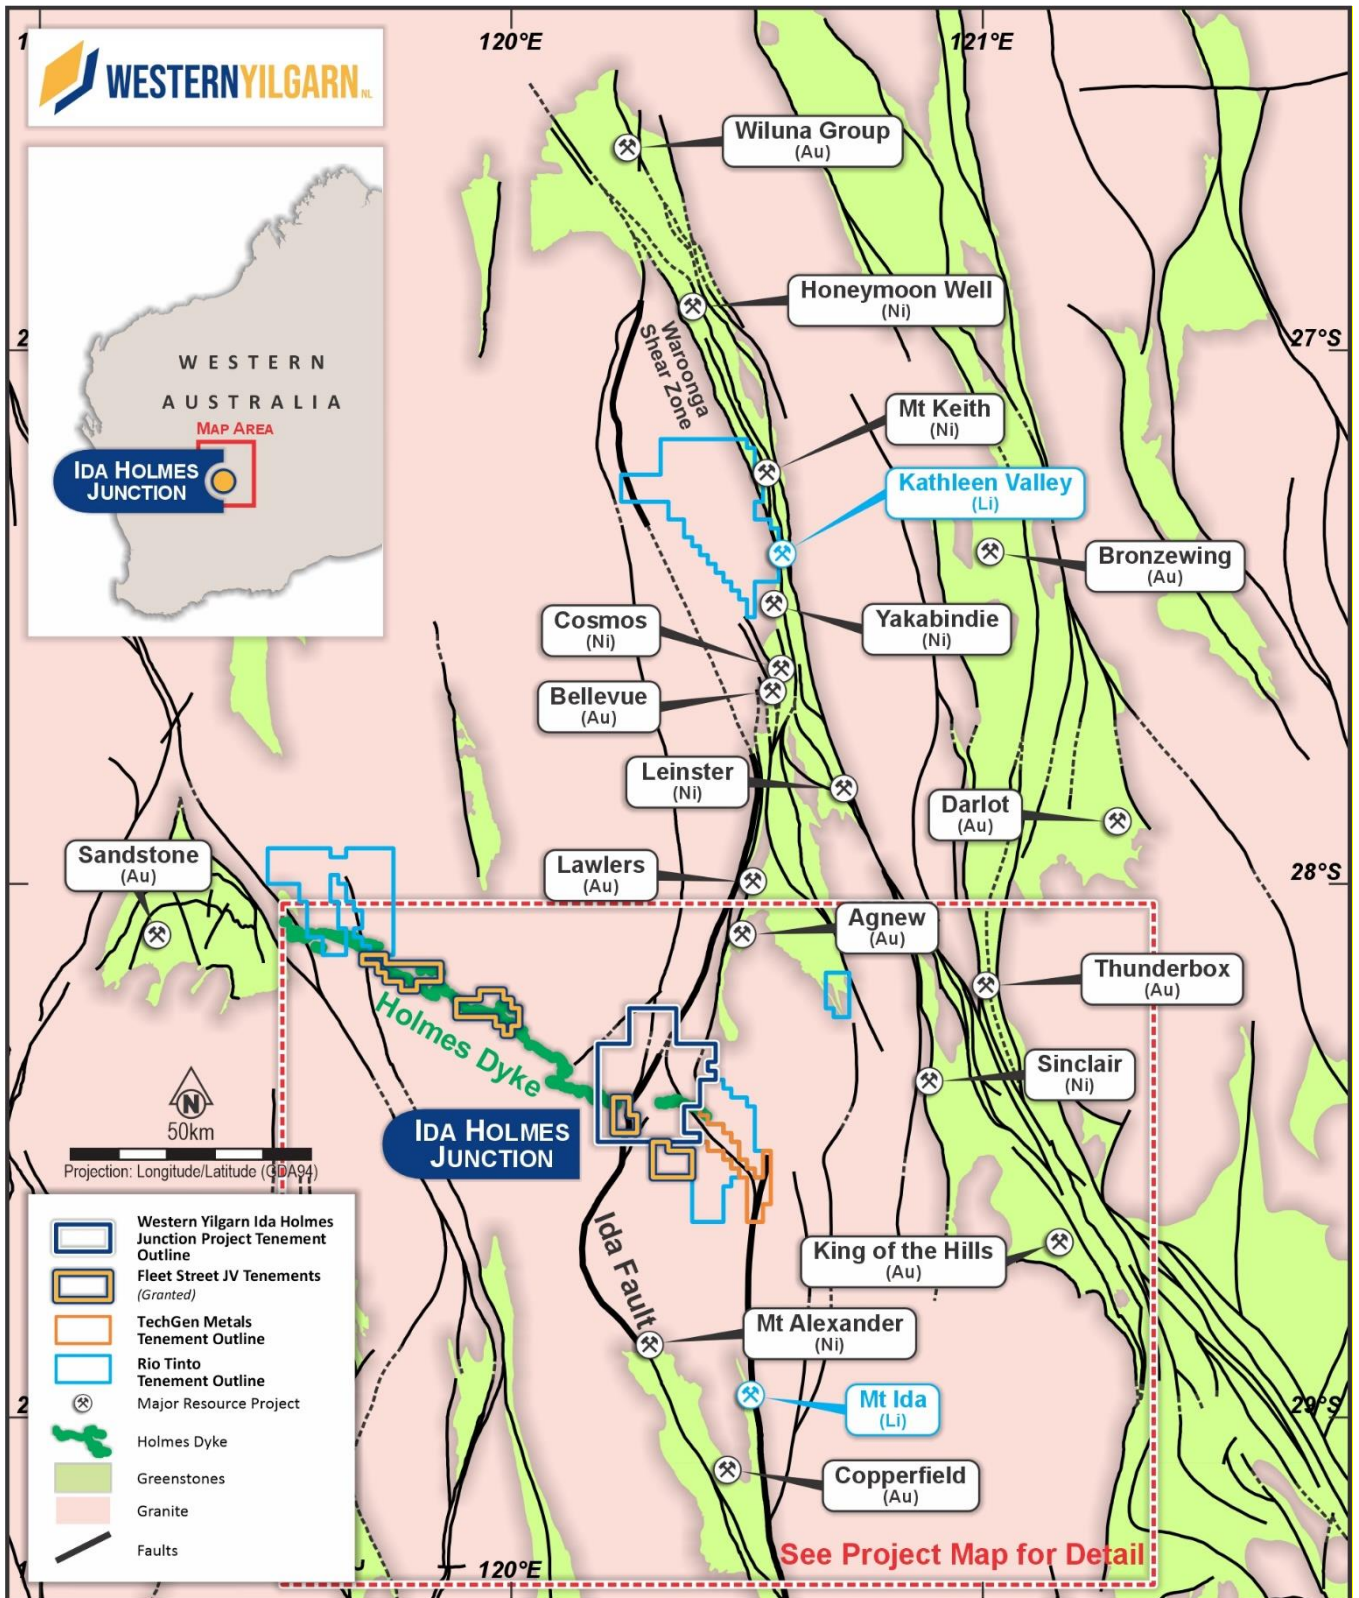 120°E
121°E
WESTERNYILGARN NL
Wiluna Group
(Au)
Honeymoon Well
(Ni)
27°S
Waroonga
Shear Zone
WESTERN
AUSTRALIA
MAP AREA
IDA HOLMES
JUNCTION
Mt Keith
(Ni)
Kathleen Valley
(Li)
Bronzewing
(Au)
Cosmos
(Ni)
Yakabindie
(Ni)
Bellevue
(Au)
Leinster
(Ni)
Darlot
(Au)
Sandstone
(Au)
Lawlers
(Au)
28°S
Agnew
(Au)
Thunderbox
(Au)
Holmes Dyke
Sinclair
(Ni)
N
50km
Projection: Longitude/Latitude (GDA94)
IDA HOLMES
JUNCTION
Ida Fault
King of the Hills
(Au)
Mt Alexander
(Ni)
Mt Ida
(Li)
29°S
Copperfield
(Au)
Western Yilgarn Ida Holmes
Junction Project Tenement
Outline
Fleet Street JV Tenements
(Granted)
TechGen Metals
Tenement Outline
Rio Tinto
Tenement Outline
Major Resource Project
Holmes Dyke
Greenstones
Granite
Faults
See Project Map for Detail
120°E